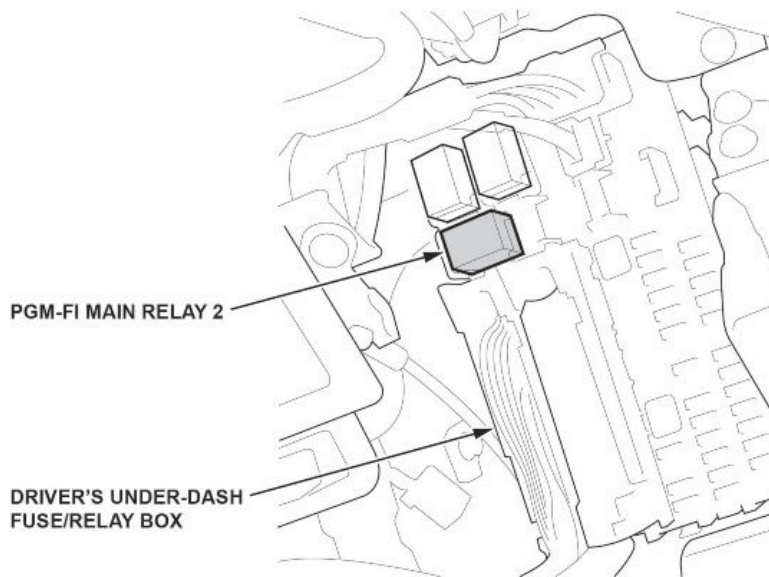 PGM-FI MAIN RELAY 2
DRIVER'S UNDER-DASH
FUSE/RELAY BOX